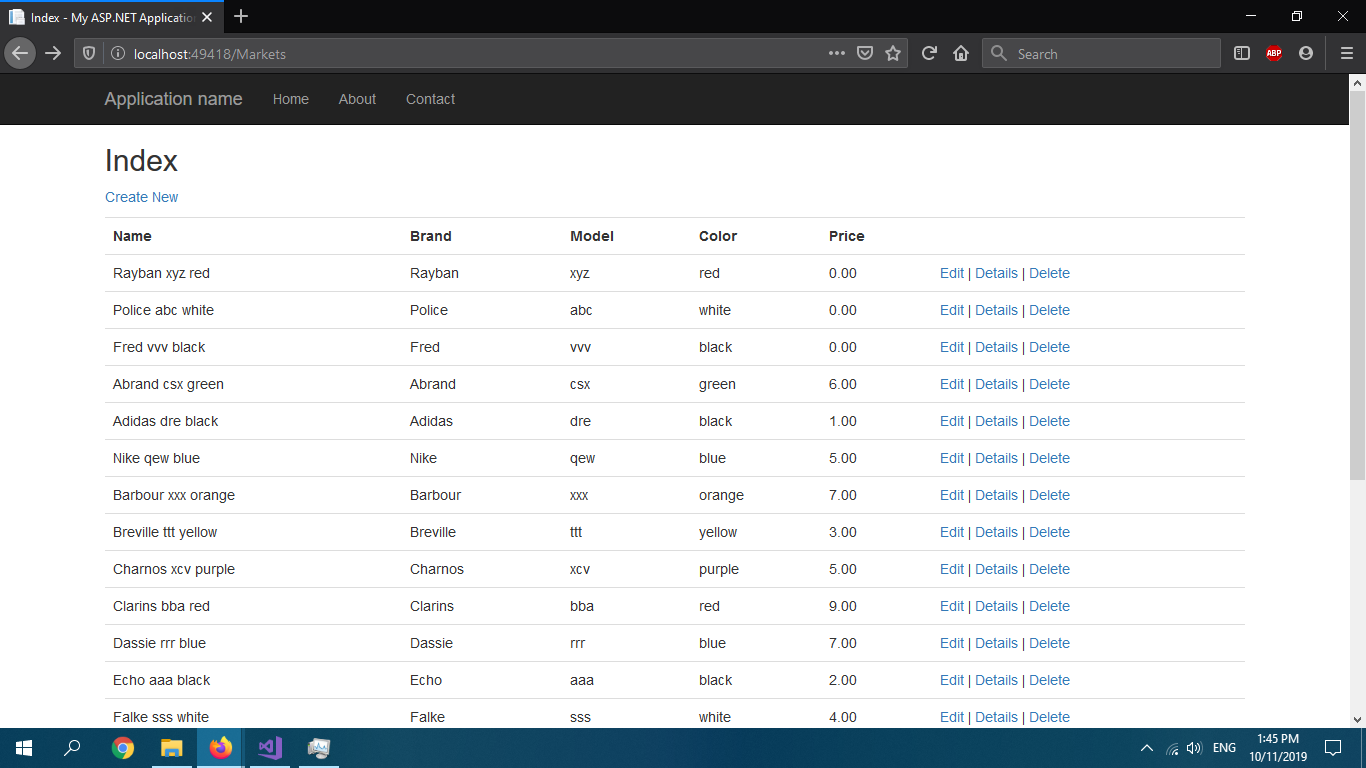 Index - My ASP.NET Applicatio
localhost:49418/Markets
Search
ABP
Application name Home About Contact
Index
Create New
Name Brand Model Color Price
Rayban xyz red Rayban xyz red 0.00 Edit | Details | Delete
Police abc white Police abc white 0.00 Edit | Details | Delete
Fred vvv black Fred vvv black 0.00 Edit | Details | Delete
Abrand csx green Abrand csx green 6.00 Edit | Details | Delete
Adidas dre black Adidas dre black 1.00 Edit | Details | Delete
Nike qew blue Nike qew blue 5.00 Edit | Details | Delete
Barbour xxx orange Barbour xxx orange 7.00 Edit | Details | Delete
Breville ttt yellow Breville ttt yellow 3.00 Edit | Details | Delete
Charnos xcv purple Charnos xcv purple 5.00 Edit | Details | Delete
Clarins bba red Clarins bba red 9.00 Edit | Details | Delete
Dassie rrr blue Dassie rrr blue 7.00 Edit | Details | Delete
Echo aaa black Echo aaa black 2.00 Edit | Details | Delete
Falke sss white Falke sss white 4.00 Edit | Details | Delete
ENG
1:45 PM
10/11/2019